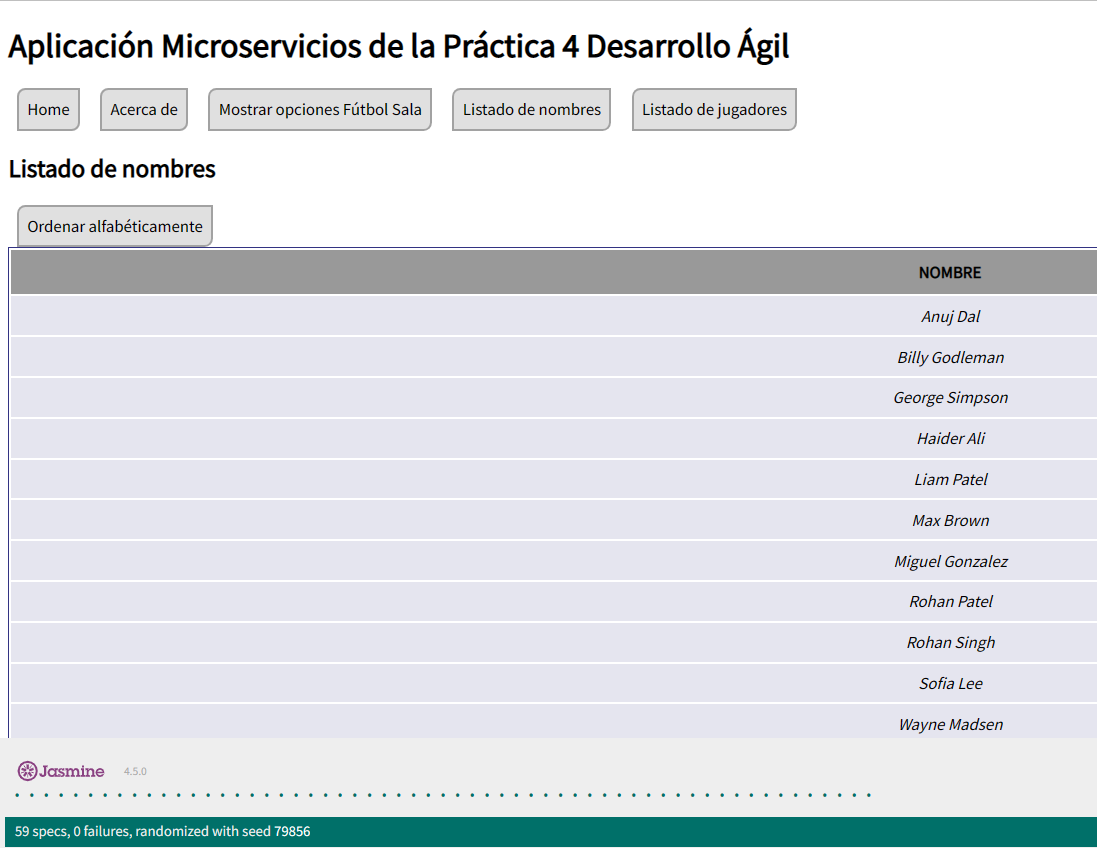 Aplicación Microservicios de la Práctica 4 Desarrollo Ágil
Home Acerca de Mostrar opciones Fútbol Sala Listado de nombres Listado de jugadores
Listado de nombres
Ordenar alfabéticamente
NOMBRE
Anuj Dal
Billy Godleman
George Simpson
Haider Ali
Liam Patel
Max Brown
Miguel Gonzalez
Rohan Patel
Rohan Singh
Sofia Lee
Wayne Madsen
Jasmine 4.5.0
59 specs, 0 failures, randomized with seed 79856